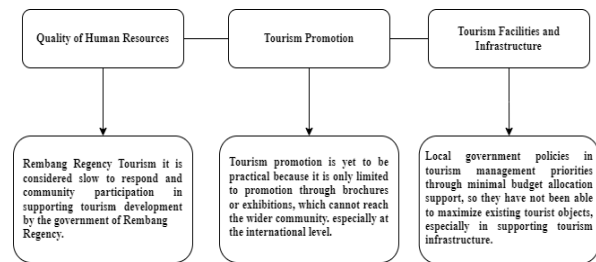 Quality of Human Resources
Tourism Promotion
Tourism Facilities and
Infrastructure
Rembang Regency Tourism it is
considered slow to respond and
community participation in
supporting tourism development
by the government of Rembang
Regency.
Tourism promotion is yet to be
practical because it is only limited
to promotion through brochures
or exhibitions, which cannot reach
the wider community. especially at
the international level.
Local government policies in
tourism management priorities
through minimal budget allocation
support, so they have not been able
to maximize existing tourist objects,
especially in supporting tourism
infrastructure.